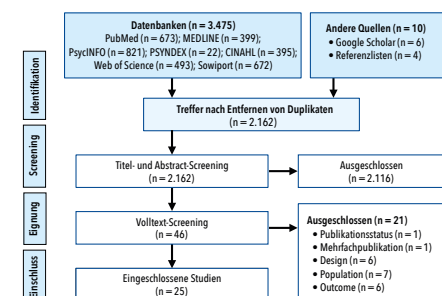 Datenbanken (n = 3.475)
PubMed (n = 673); MEDLINE (n = 399);
PsycINFO (n = 821); PSYNDEX (n = 22); CINAHL (n = 395);
Web of Science (n = 493); Sowiport (n = 672)
Andere Quellen (n = 10)
• Google Scholar (n = 6)
• Referenzlisten (n = 4)
Identifikation
Treffer nach Entfernen von Duplikaten
(n = 2.162)
Screening
Titel- und Abstract-Screening
(n = 2.162)
Ausgeschlossen
(n = 2.116)
Eignung
Volltext-Screening
(n = 46)
Ausgeschlossen (n = 21)
• Publikationsstatus (n = 1)
• Mehrfachpublikation (n = 1)
• Design (n = 6)
• Population (n = 7)
• Outcome (n = 6)
Einschluss
Eingeschlossene Studien
(n = 25)